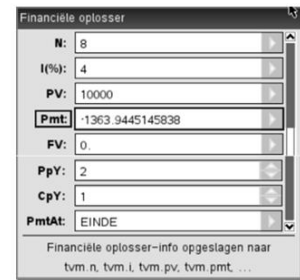 Financiële oplosser
N: 8
I(%): 4
PV: 10000
Pmt: -1363.9445145838
FV: 0.
PpY: 2
CpY: 1
PmtAt: EINDE
Financiële oplosser-info opgeslagen naar
tvm.n, tvm.i, tvm.pv, tvm.pmt, ...